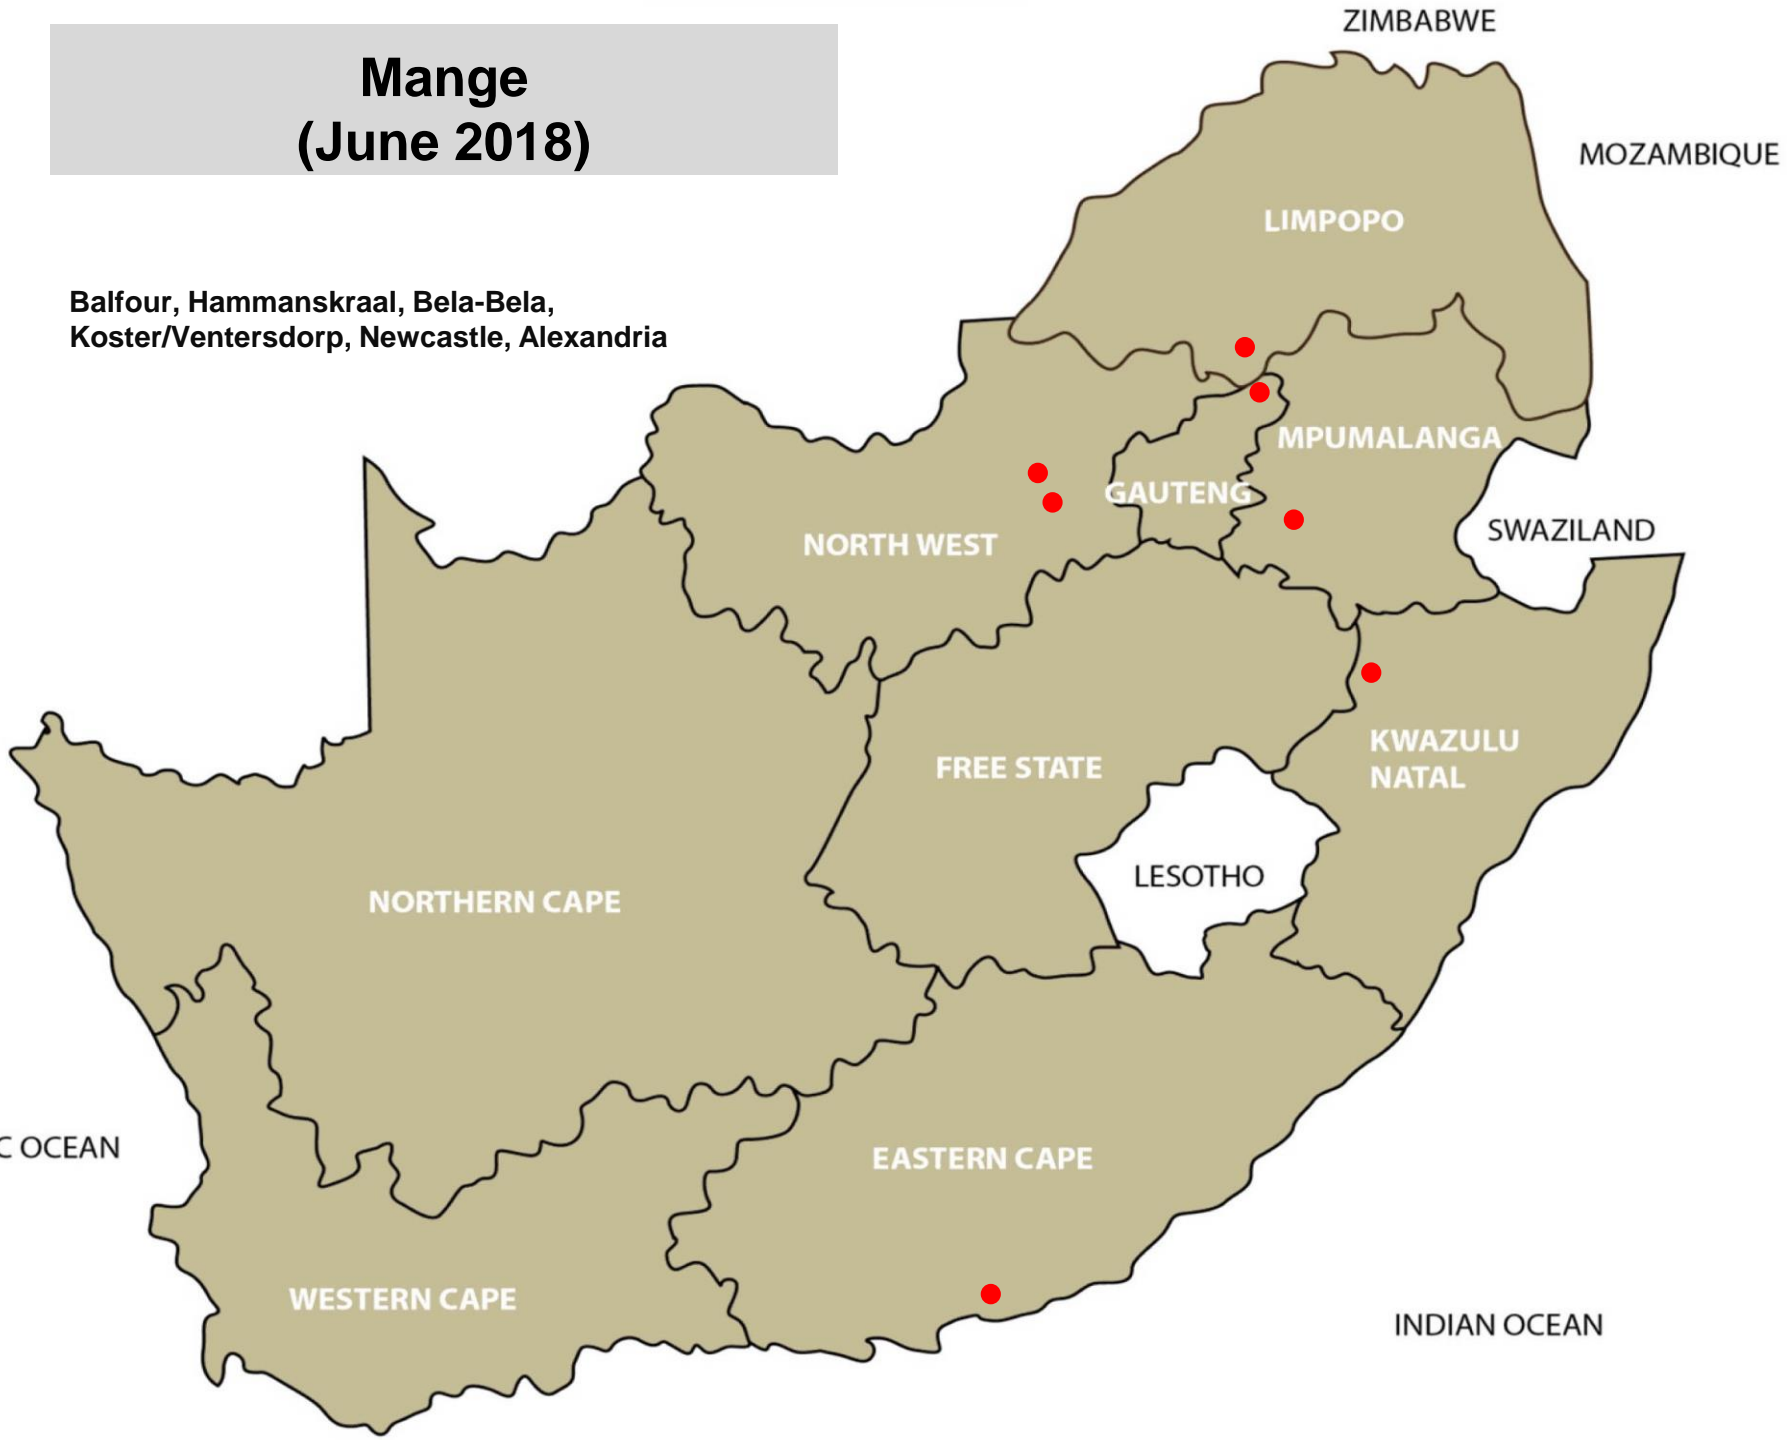 ZIMBABWE
Mange
(June 2018)
MOZAMBIQUE
LIMPOPO
Balfour, Hammanskraal, Bela-Bela,
Koster/Ventersdorp, Newcastle, Alexandria
MPUMALANGA
GAUTENG
SWAZILAND
NORTH WEST
KWAZULU
NATAL
FREE STATE
LESOTHO
NORTHERN CAPE
C OCEAN
EASTERN CAPE
WESTERN CAPE
INDIAN OCEAN